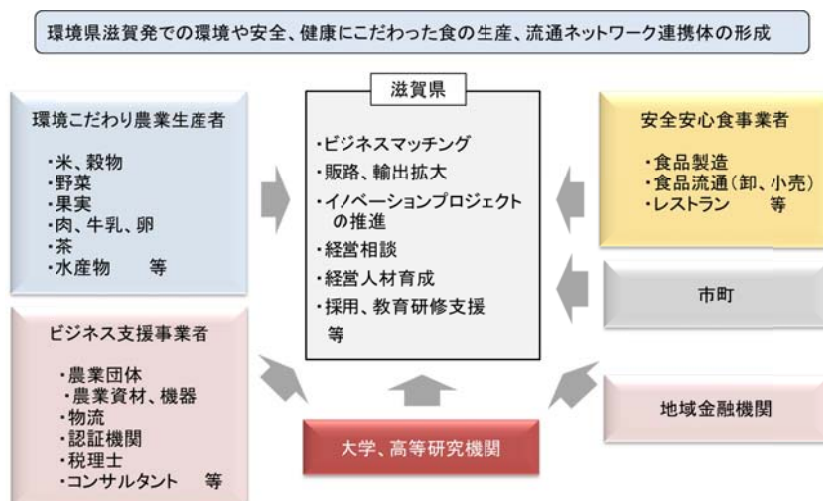 環境県滋賀発での環境や安全、健康にこだわった食の生産、流通ネットワーク連携体の形成
環境こだわり農業生産者
・米、穀物
・野菜
・果実
・肉、牛乳、卵
・茶
・水産物　等
ビジネス支援事業者
・農業団体
・農業資材、機器
・物流
・認証機関
・税理士
・コンサルタント　等
滋賀県
・ビジネスマッチング
・販路、輸出拡大
・イノベーションプロジェクト
の推進
・経営相談
・経営人材育成
・採用、教育研修支援
等
大学、高等研究機関
安全安心食事業者
・食品製造
・食品流通（卸、小売）
・レストラン　等
市町
地域金融機関